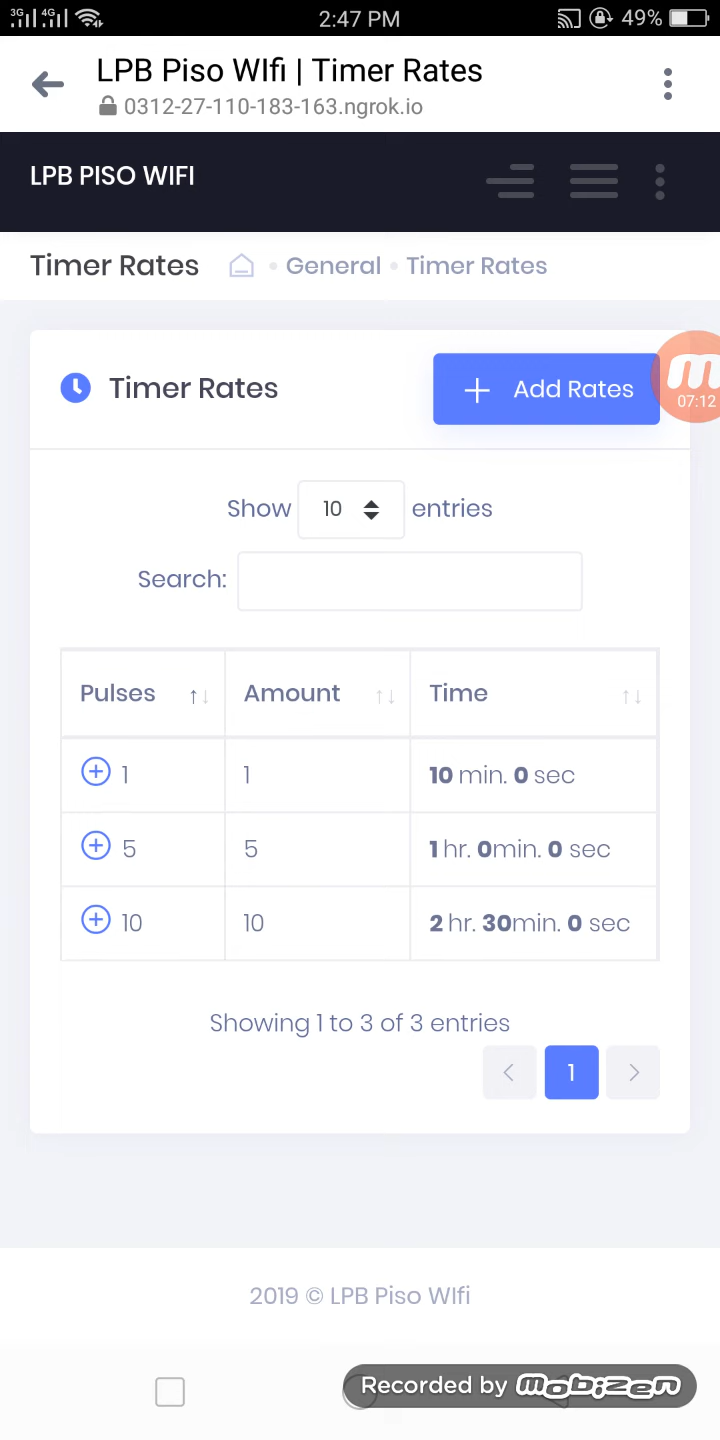 3G 4G 2:47 PM 49%
LPB Piso WIfi | Timer Rates
0312-27-110-183-163.ngrok.io
LPB PISO WIFI
Timer Rates • General • Timer Rates
Timer Rates + Add Rates
m
07:12
Show 10 entries
Search:
Pulses ↑↓ Amount ↑↓ Time ↑↓
1 1 10 min. 0 sec
5 5 1 hr. 0min. 0 sec
10 10 2 hr. 30min. 0 sec
Showing 1 to 3 of 3 entries
< 1 >
2019 © LPB Piso WIfi
Recorded by mobizen